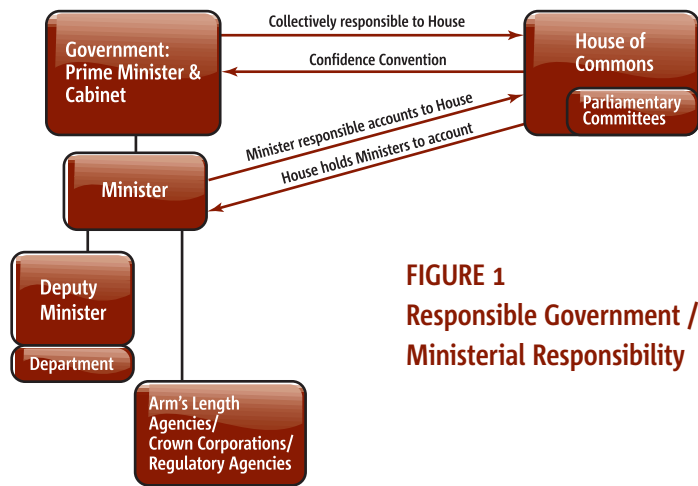 Government:
Prime Minister &
Cabinet
Collectively responsible to House
Confidence Convention
House of
Commons
Parliamentary
Committees
Minister responsible accounts to House
House holds Ministers to account
Minister
Deputy
Minister
Department
Arm's Length
Agencies/
Crown Corporations/
Regulatory Agencies
FIGURE 1
Responsible Government /
Ministerial Responsibility